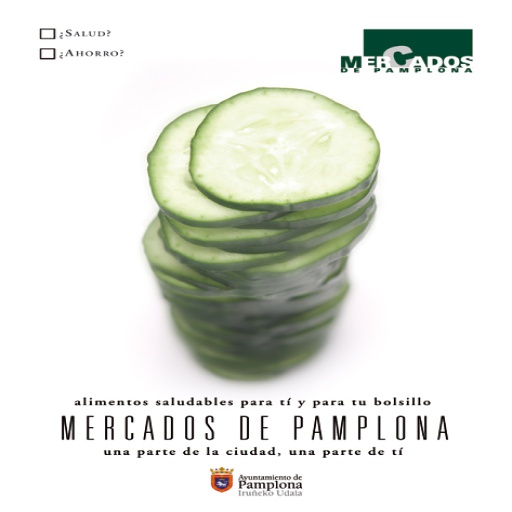 ¿SALUD?
¿AHORRO?
MERCADOS
DE PAMPLONA
alimentos saludables para tí y para tu bolsillo
MERCADOS DE PAMPLONA
una parte de la ciudad, una parte de tí
Ayuntamiento de
Pamplona
Iruñeko Udala